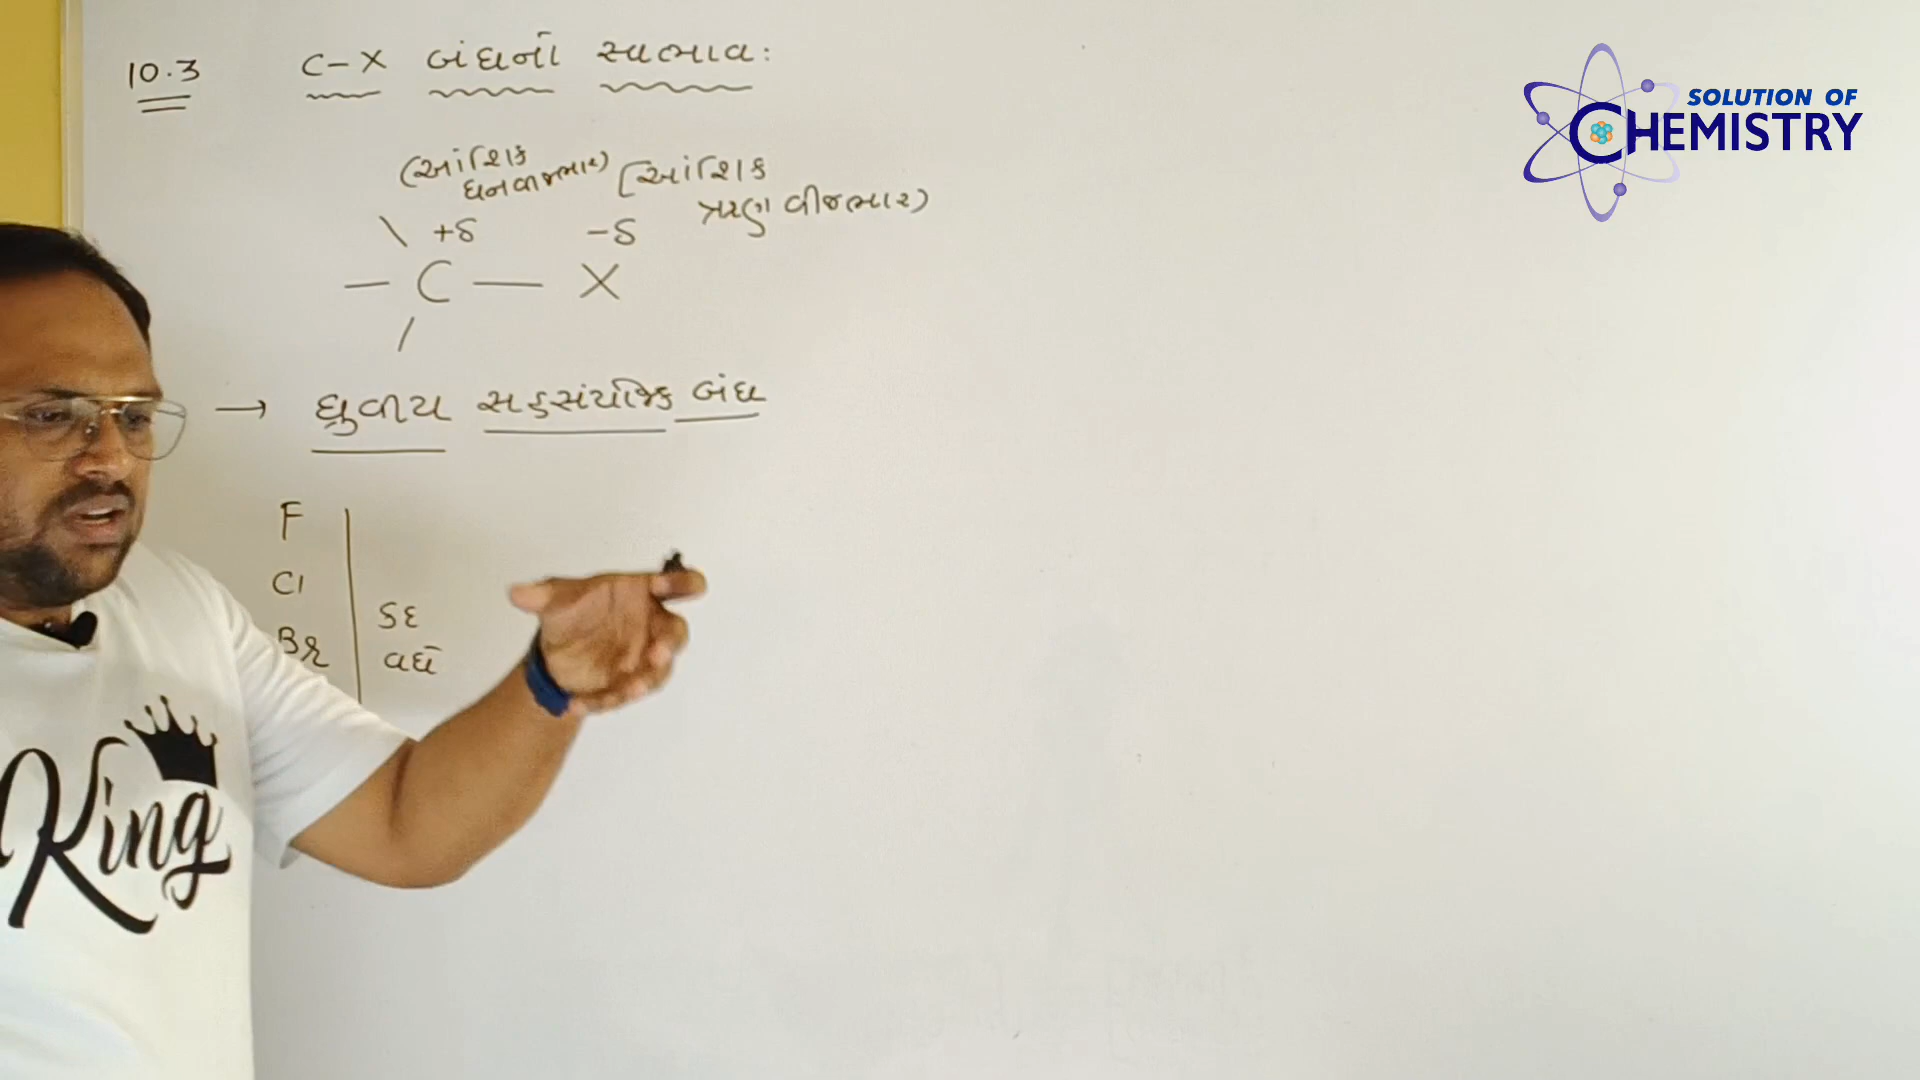 10.3 C-X બંધનો સ્વભાવ:
(આંશિક
ધનવીજભાર)
[આંશિક
ઋણ વીજભાર)
+δ -δ
C — X
→ ધ્રુવીય સહસંયોજક બંધ
F
Cl
Br
કદ
વધે
King
SOLUTION OF
CHEMISTRY